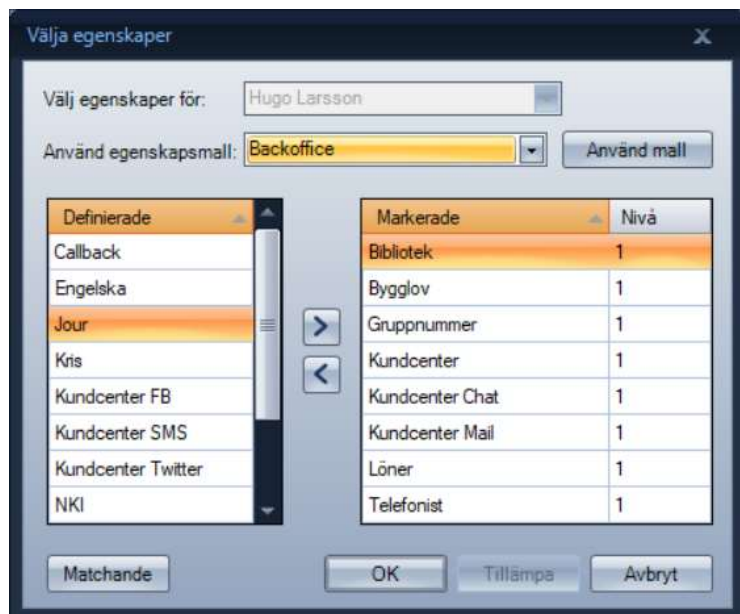 Välja egenskaper
Välj egenskaper för: Hugo Larsson
Använd egenskapsmall: Backoffice Använd mall
Definierade
Callback
Engelska
Jour
Kris
Kundcenter FB
Kundcenter SMS
Kundcenter Twitter
NKI
Markerade Nivå
Bibliotek 1
Bygglov 1
Gruppnummer 1
Kundcenter 1
Kundcenter Chat 1
Kundcenter Mail 1
Löner 1
Telefonist 1
Matchande OK Tillämpa Avbryt